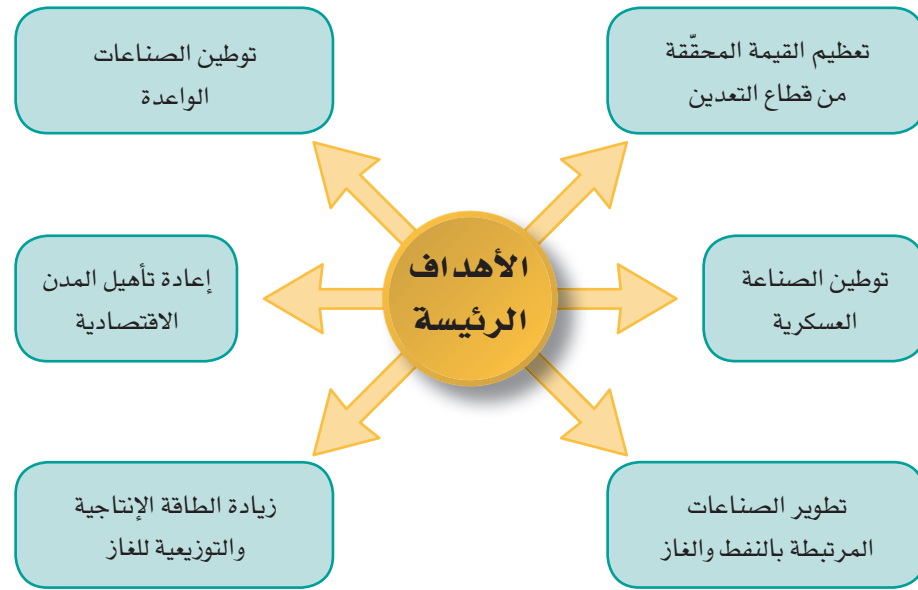 تعظيم القيمة المحقّقة
من قطاع التعدين
توطين الصناعات
الواعدة
الأهداف
الرئيسة
توطين الصناعة
العسكرية
إعادة تأهيل المدن
الاقتصادية
تطوير الصناعات
المرتبطة بالنفط والغاز
زيادة الطاقة الإنتاجية
والتوزيعية للغاز